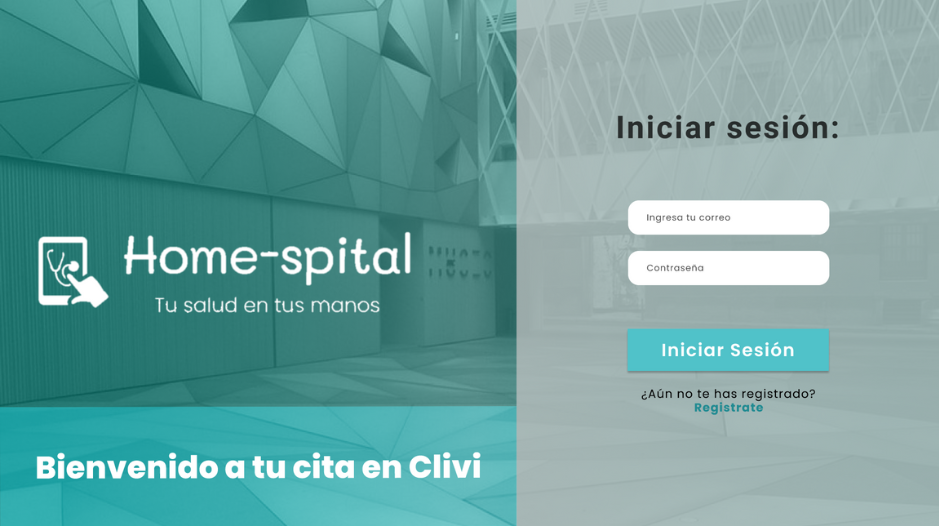 Home-spital
Tu salud en tus manos
Bienvenido a tu cita en Clivi
Iniciar sesión:
Ingresa tu correo
Contraseña
Iniciar Sesión
¿Aún no te has registrado?
Registrate